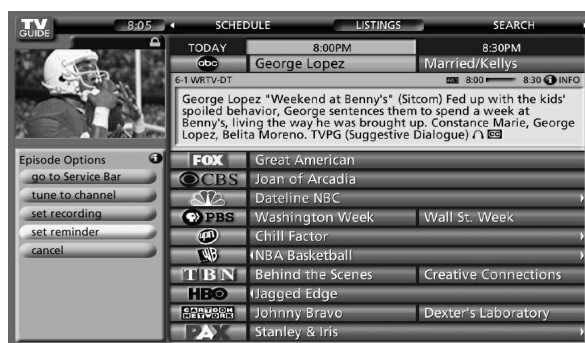 TV
GUIDE
8:05
SCHEDULE LISTINGS SEARCH
TODAY 8:00PM 8:30PM
abc George Lopez Married/Kellys
6-1 WRTV-DT 8:00 8:30 i INFO
George Lopez "Weekend at Benny's" (Sitcom) Fed up with the kids'
spoiled behavior, George sentences them to spend a week at
Benny's, living the way he was brought up. Constance Marie, George
Lopez, Belita Moreno. TVPG (Suggestive Dialogue) CC
Episode Options i
go to Service Bar
tune to channel
set recording
set reminder
cancel
FOX Great American
CBS Joan of Arcadia
Dateline NBC
PBS Washington Week Wall St. Week
upn Chill Factor
WB NBA Basketball
TBN Behind the Scenes Creative Connections
HBO Jagged Edge
CARTOON NETWORK Johnny Bravo Dexter's Laboratory
PAX Stanley & Iris